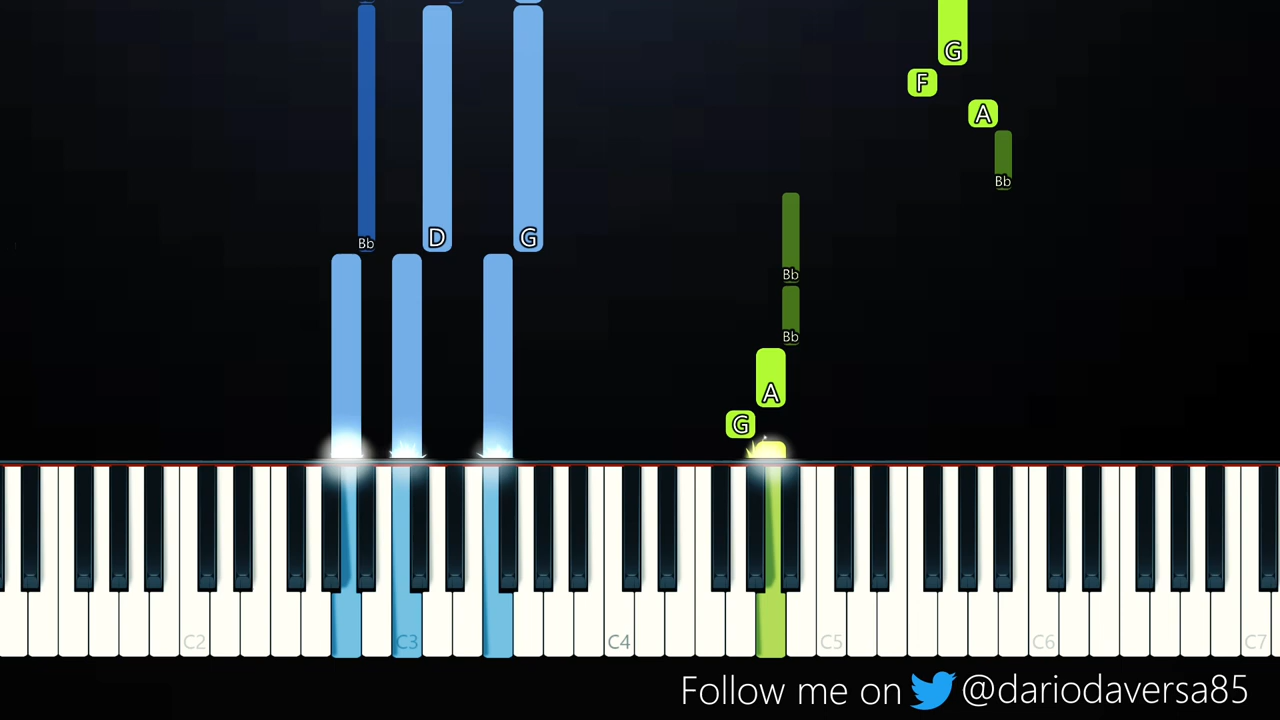 G
F
A
Bb
Bb D G
Bb
Bb
A
G
C2 C3 C4 C5 C6 C7
Follow me on @dariodaversa85